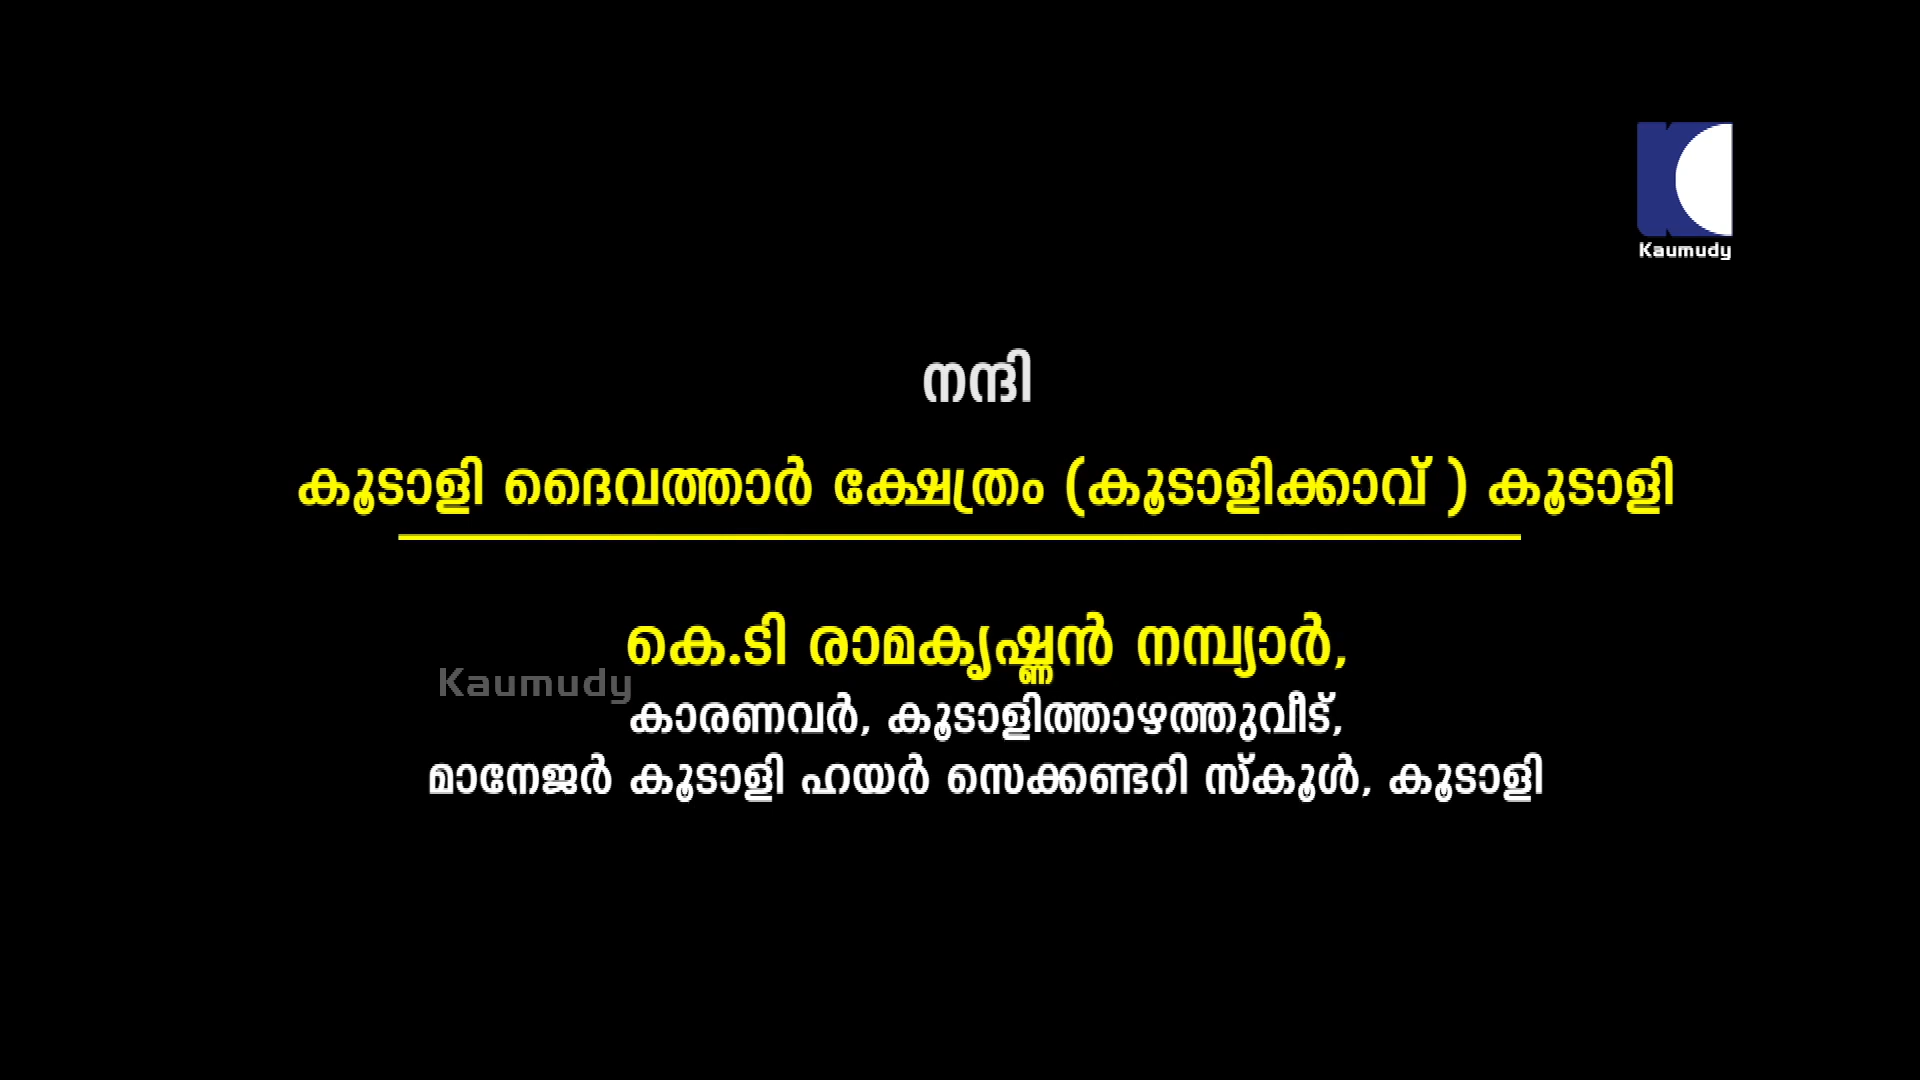 Kaumudy
നന്ദി
കൂടാളി ദൈവത്താർ ക്ഷേത്രം (കൂടാളിക്കാവ് ) കൂടാളി
കെ.ടി രാമകൃഷ്ണൻ നമ്പ്യാർ,
Kaumudy
കാരണവർ, കൂടാളിത്താഴത്തുവീട്,
മാനേജർ കൂടാളി ഹയർ സെക്കണ്ടറി സ്കൂൾ, കൂടാളി